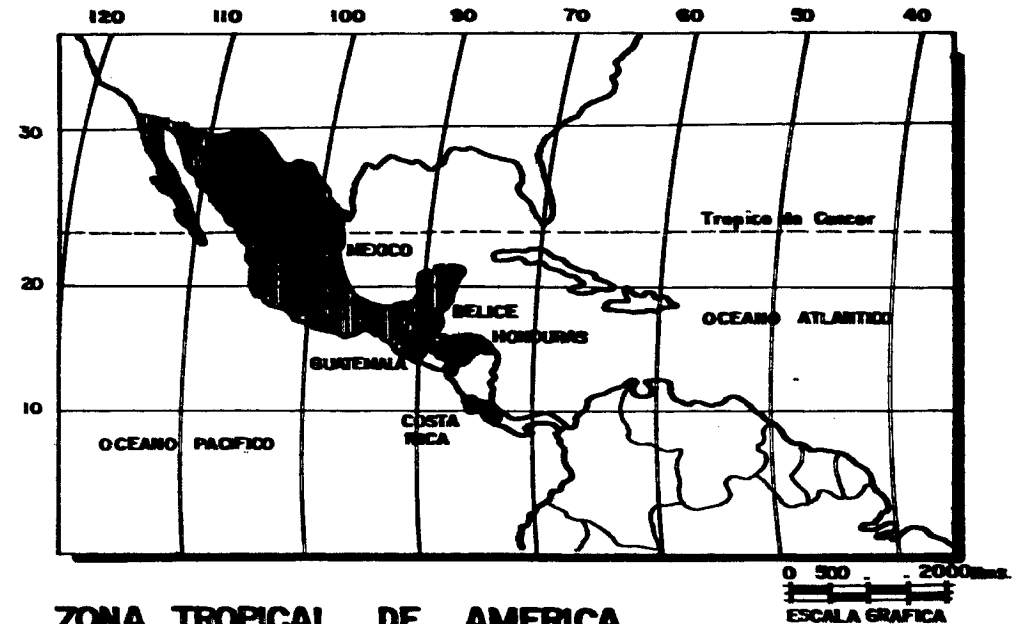 120 110 100 90 70 60 50 40
30
Tropico de Cancer
MEXICO
20
BELICE
OCEANO ATLANTICO
HONDURAS
GUATEMALA
10
COSTA
RICA
OCEANO PACIFICO
0 500 2000Kms.
ESCALA GRAFICA
ZONA TROPICAL DE AMERICA